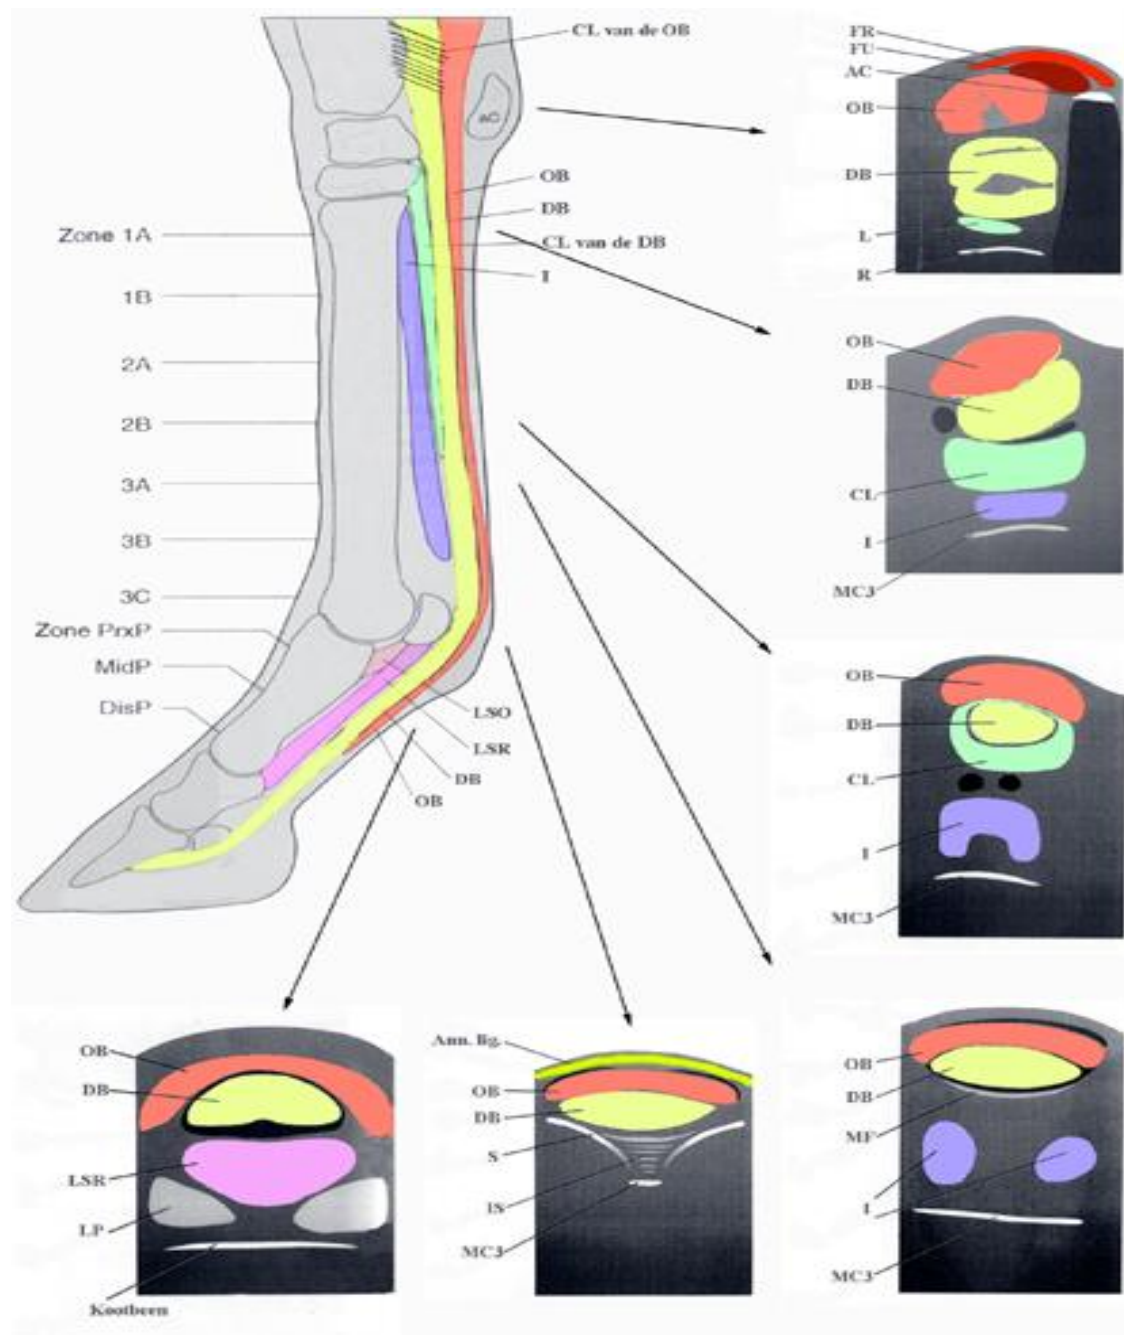 CL van de OB
AC
OB
DB
CL van de DB
I
Zone 1A
1B
2A
2B
3A
3B
3C
Zone PrxP
MidP
DisP
LSO
LSR
DB
OB
FR
FU
AC
OB
DB
L
R
OB
DB
CL
I
MC3
OB
DB
CL
I
MC3
OB
DB
MF
I
MC3
Ann. lig.
OB
DB
S
IS
MC3
OB
DB
LSR
LP
Kootbeen